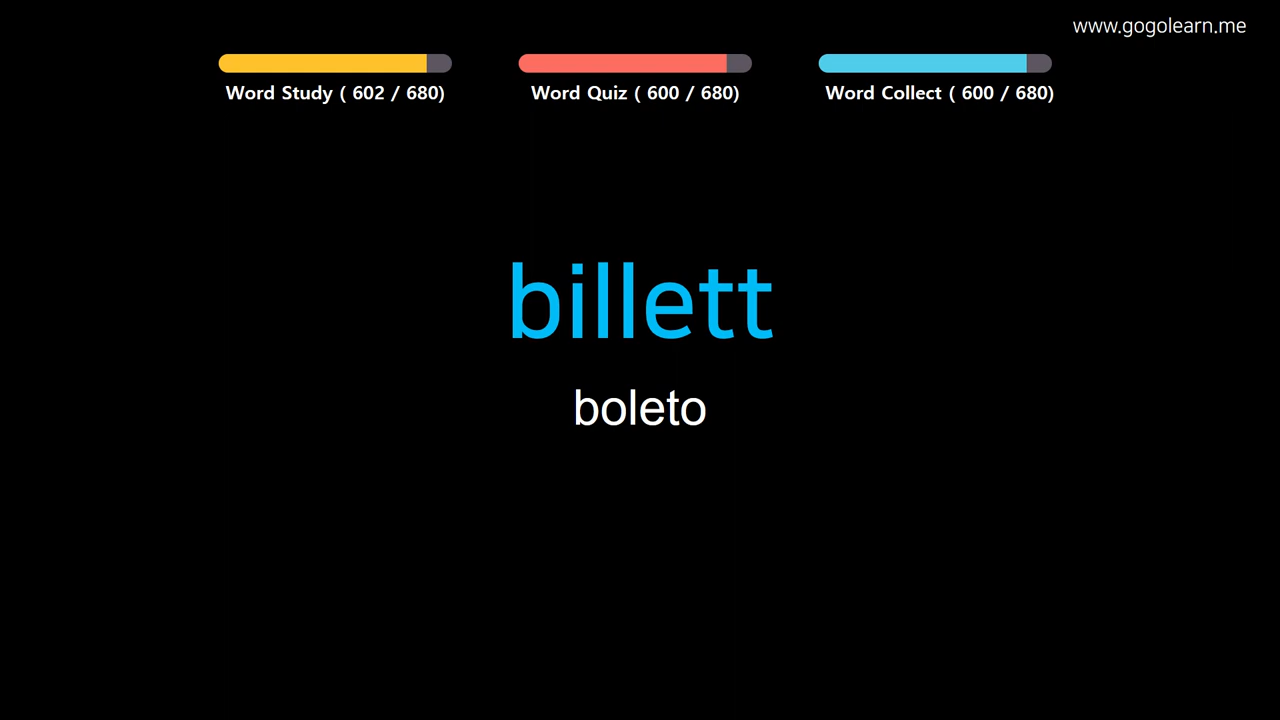 www.gogolearn.me
Word Study ( 602 / 680)
Word Quiz ( 600 / 680)
Word Collect ( 600 / 680)
billett
boleto